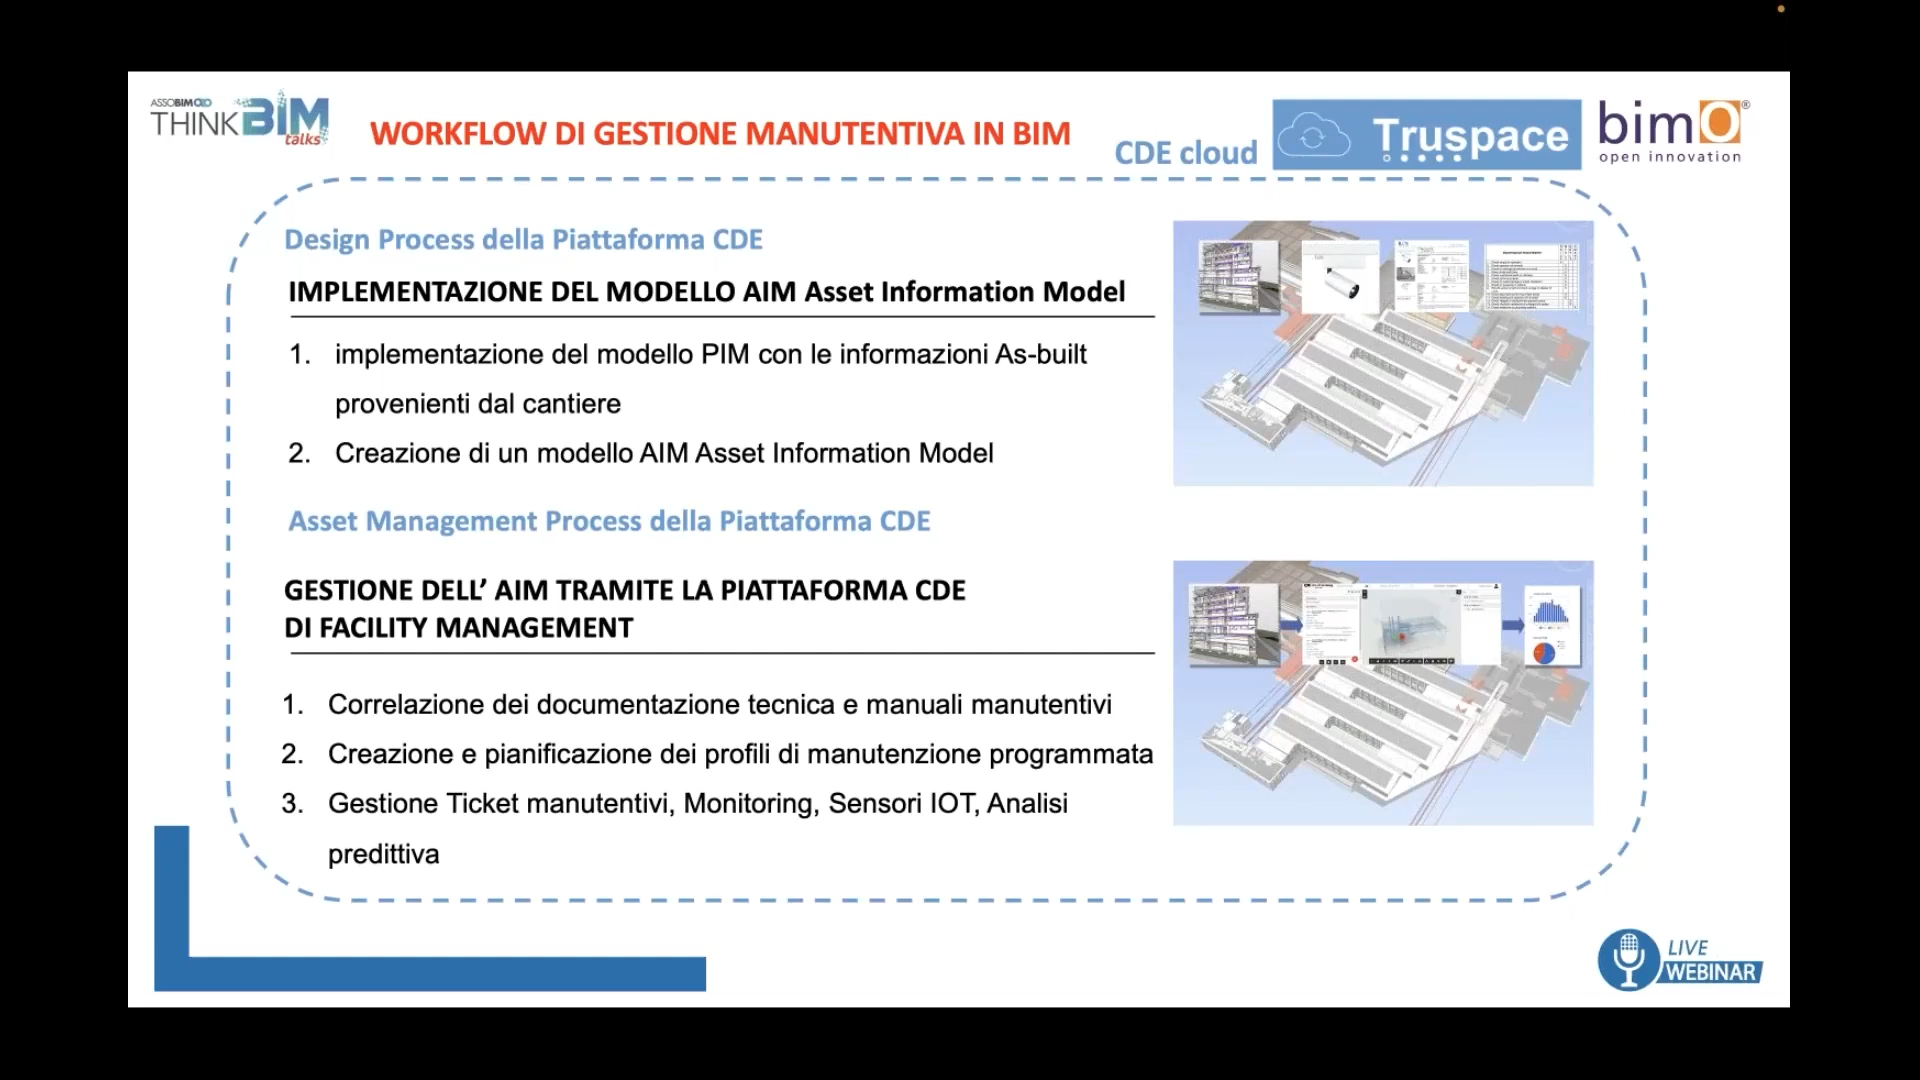 ASSOBIM
THINK BIM
talks
WORKFLOW DI GESTIONE MANUTENTIVA IN BIM
CDE cloud
Truspace
bimO®
open innovation
Design Process della Piattaforma CDE
IMPLEMENTAZIONE DEL MODELLO AIM Asset Information Model
1. implementazione del modello PIM con le informazioni As-built
provenienti dal cantiere
2. Creazione di un modello AIM Asset Information Model
Asset Management Process della Piattaforma CDE
GESTIONE DELL’ AIM TRAMITE LA PIATTAFORMA CDE
DI FACILITY MANAGEMENT
1. Correlazione dei documentazione tecnica e manuali manutentivi
2. Creazione e pianificazione dei profili di manutenzione programmata
3. Gestione Ticket manutentivi, Monitoring, Sensori IOT, Analisi
predittiva
LIVE
WEBINAR